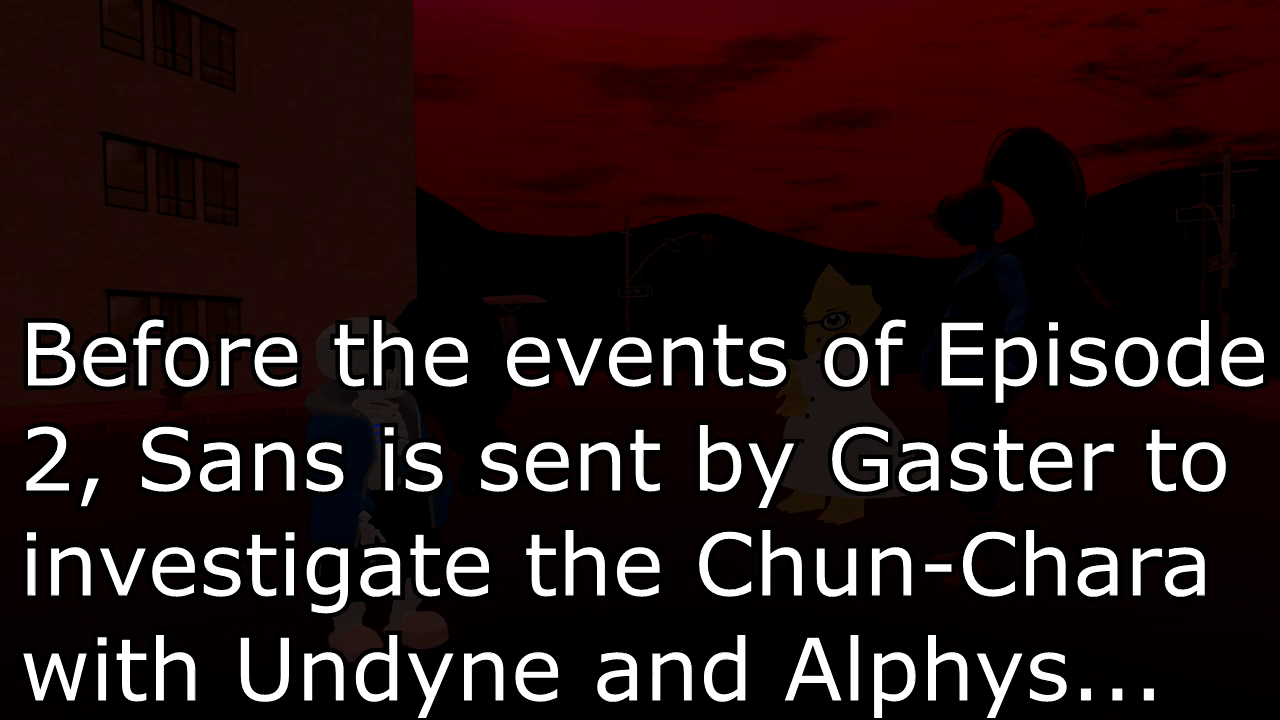 Before the events of Episode
2, Sans is sent by Gaster to
investigate the Chun-Chara
with Undyne and Alphys...